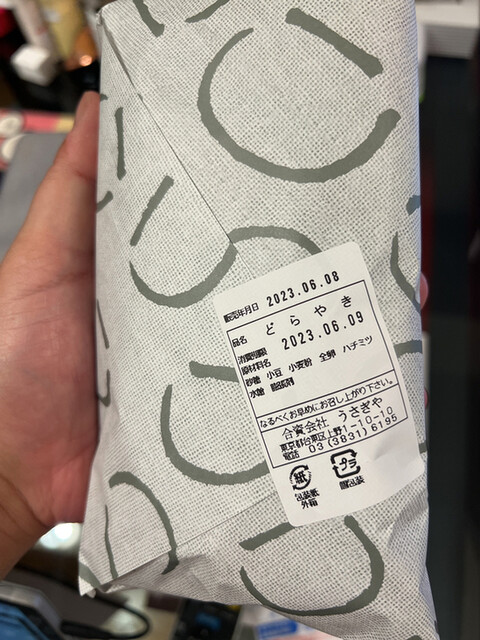 販売年月日 2023.06.08
品名 どらやき
消費期限 2023.06.09
原材料名
砂糖 小豆 小麦粉 全卵 ハチミツ
水飴 膨脹剤
なるべくお早めにお召し上がり下さい。
合資会社 うさぎや
東京都台東区上野1-10-10
電話 03 (3831) 6195
紙 プラ
包装紙 個包装
外箱